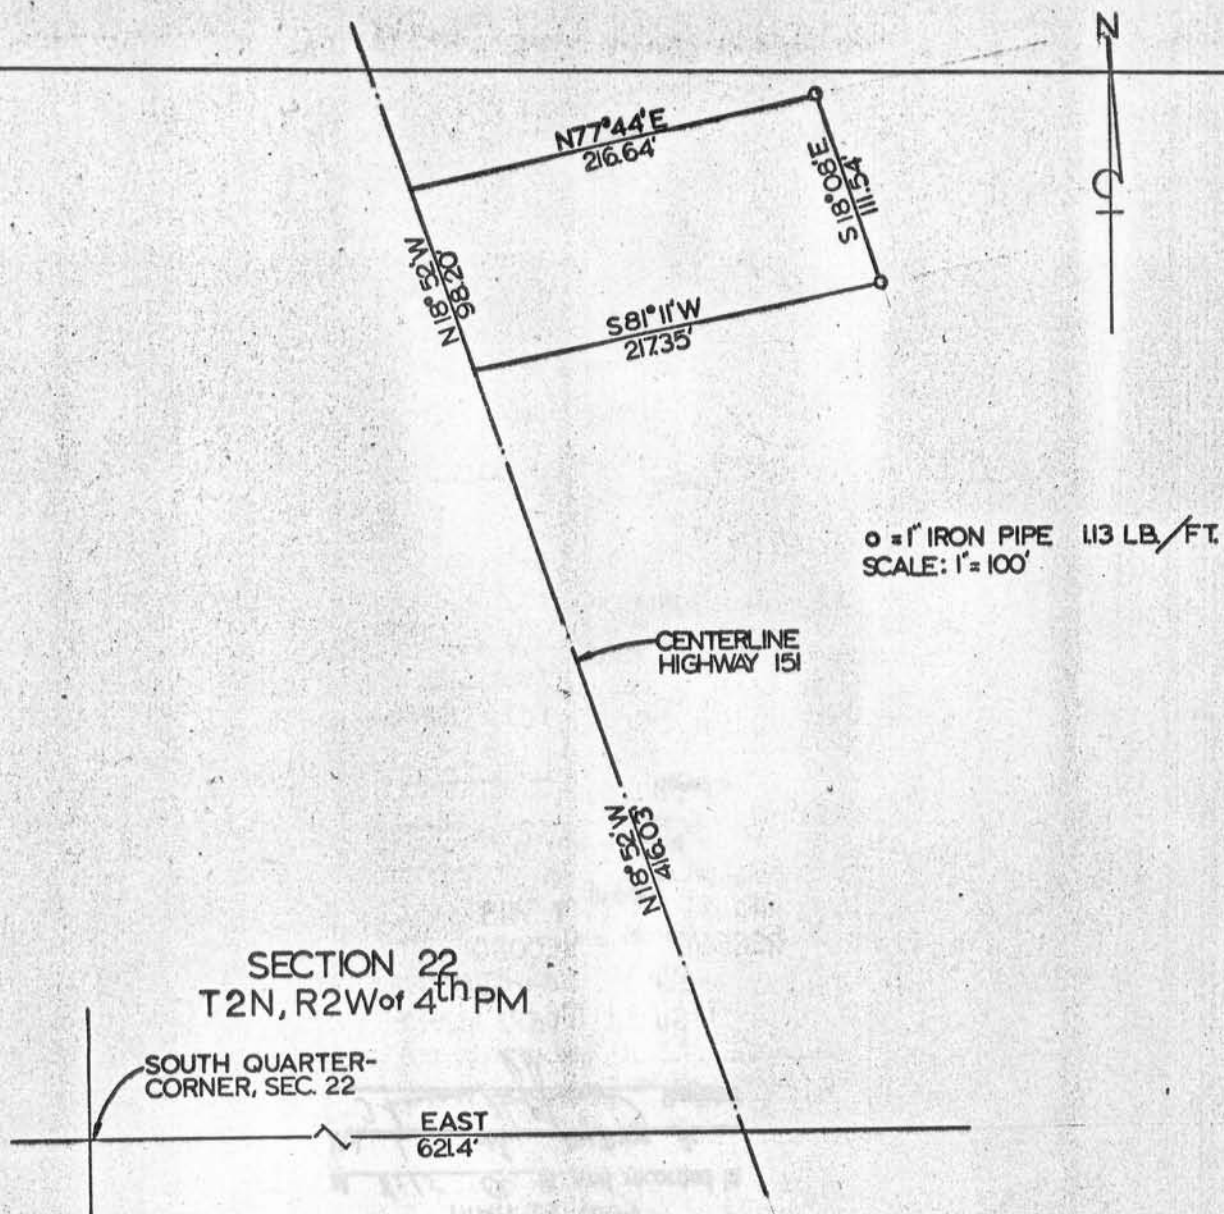 N
N77°44'E
216.64'
S 18°08'E
111.54'
N18°52'W
98.20'
S81°11'W
217.35'
o = 1" IRON PIPE 1.13 LB./FT.
SCALE: 1" = 100'
CENTERLINE
HIGHWAY 151
N18°52'W
416.03'
SECTION 22
T2N, R2W of 4th PM
SOUTH QUARTER-
CORNER, SEC. 22
EAST
621.4'